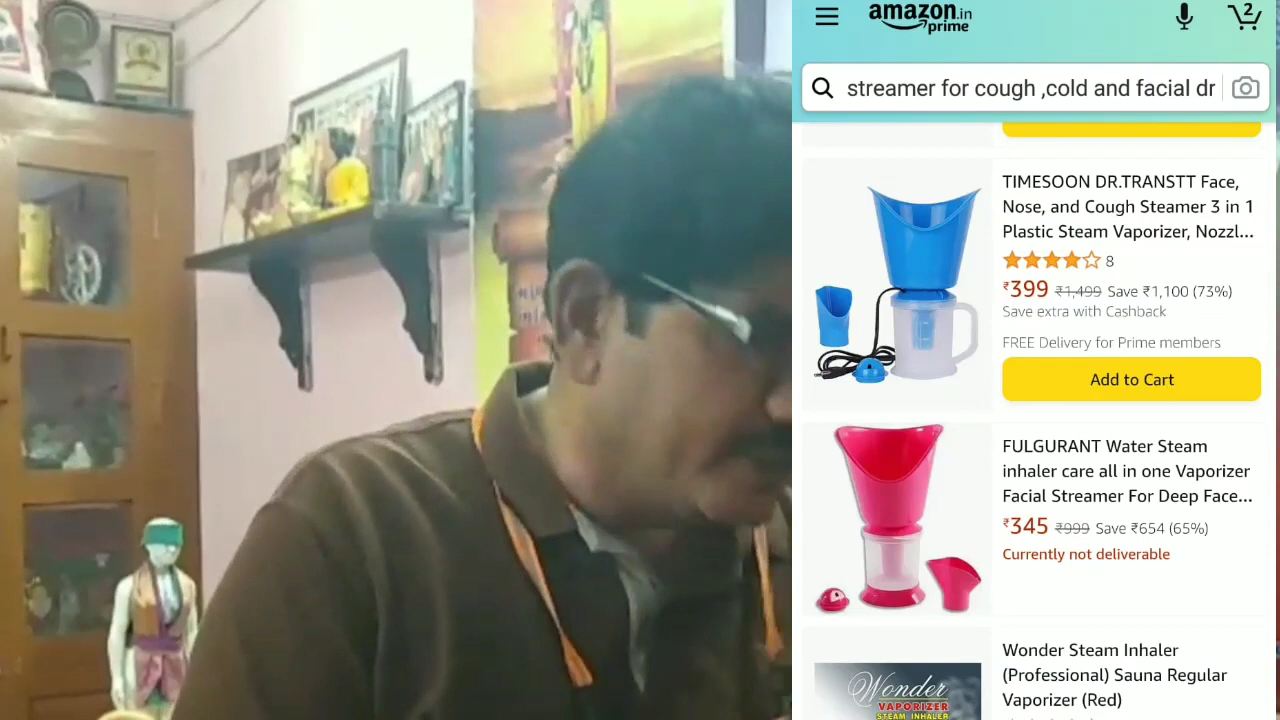 amazon.in
prime
2
streamer for cough ,cold and facial dr
TIMESOON DR.TRANSTT Face,
Nose, and Cough Steamer 3 in 1
Plastic Steam Vaporizer, Nozzl...
8
₹399 ₹1,499 Save ₹1,100 (73%)
Save extra with Cashback
FREE Delivery for Prime members
Add to Cart
FULGURANT Water Steam
inhaler care all in one Vaporizer
Facial Streamer For Deep Face...
₹345 ₹999 Save ₹654 (65%)
Currently not deliverable
Wonder Steam Inhaler
(Professional) Sauna Regular
Vaporizer (Red)
Wonder
VAPORIZER
STEAM INHALER